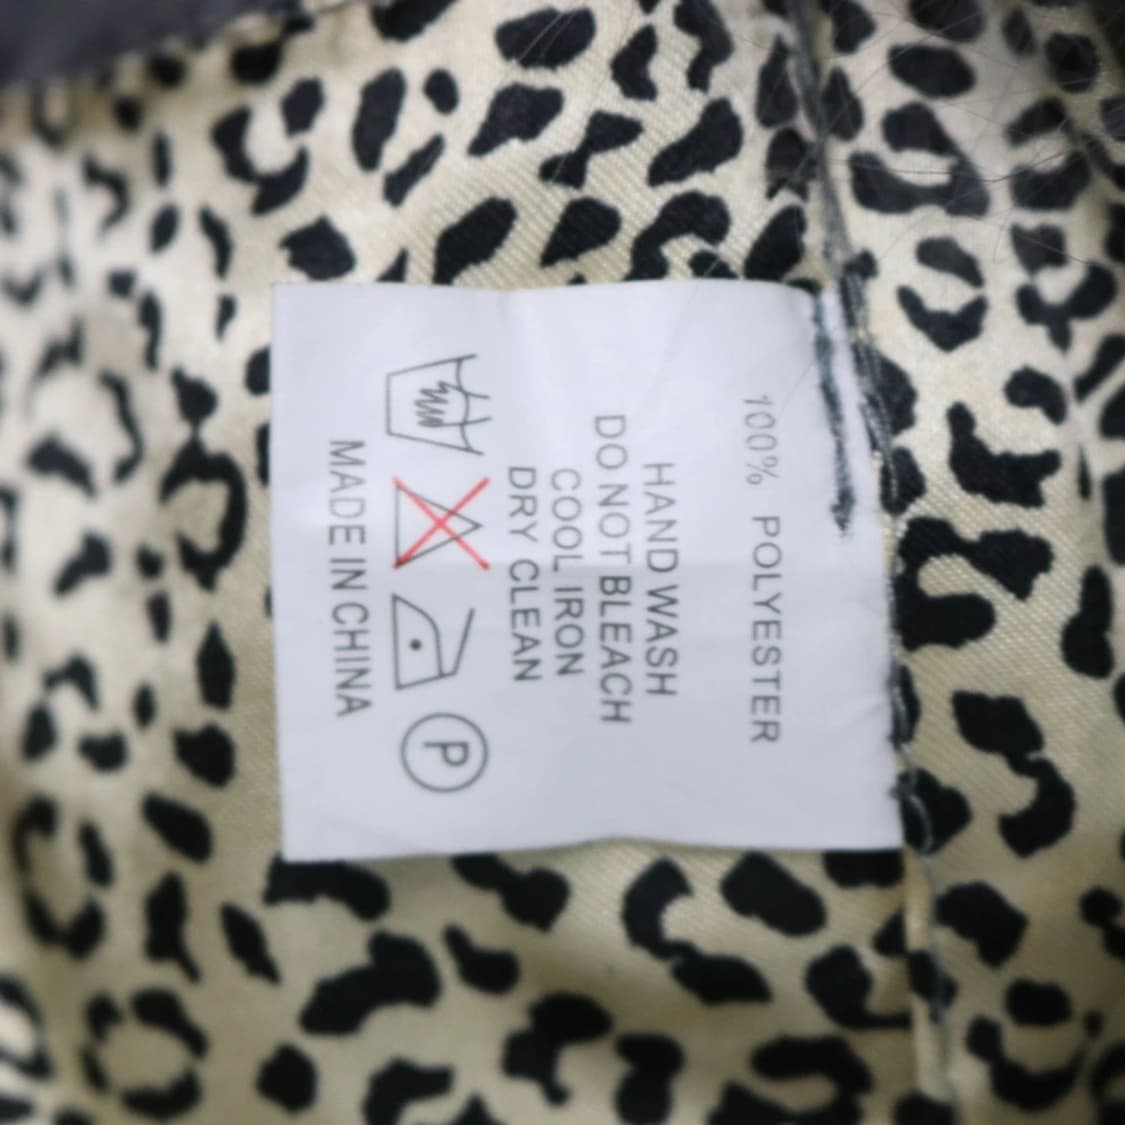 100% POLYESTER
HAND WASH
DO NOT BLEACH
COOL IRON
DRY CLEAN
P
MADE IN CHINA